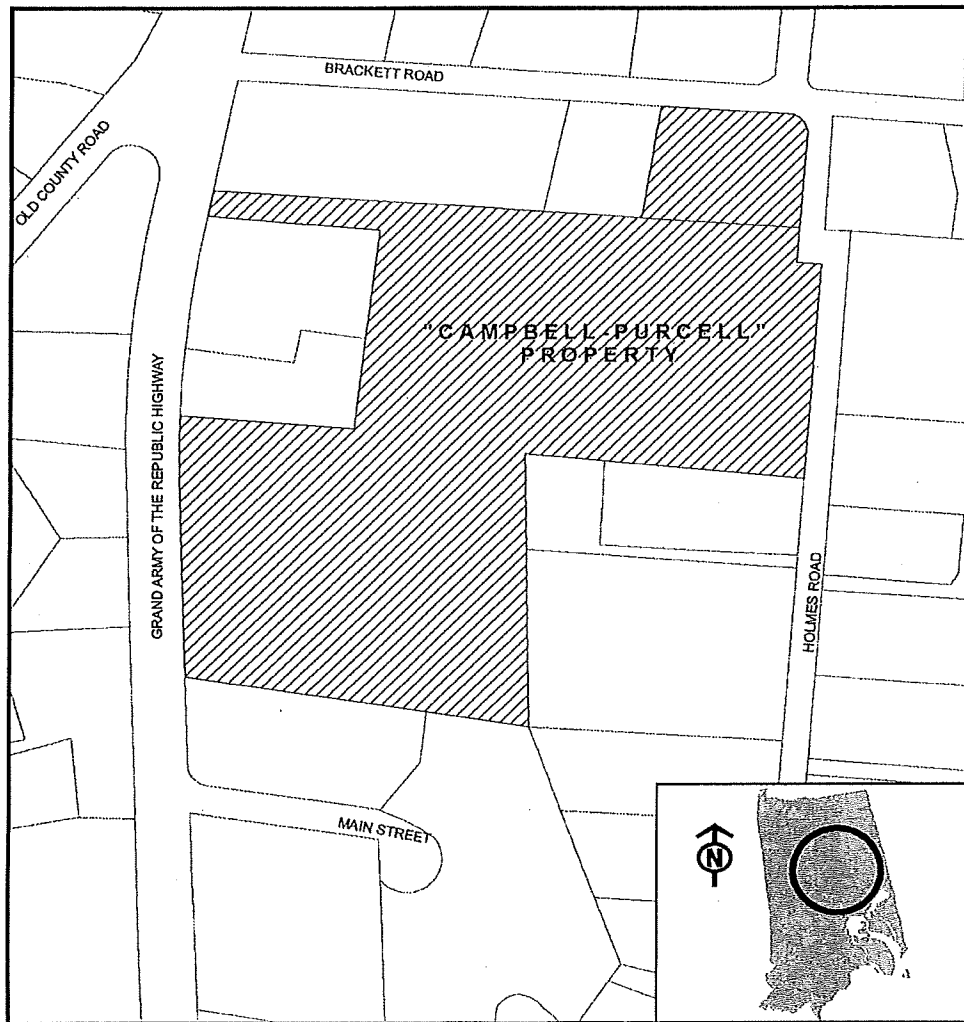 BRACKETT ROAD
OLD COUNTY ROAD
"CAMPBELL-PURCELL"
PROPERTY
GRAND ARMY OF THE REPUBLIC HIGHWAY
HOLMES ROAD
MAIN STREET
N